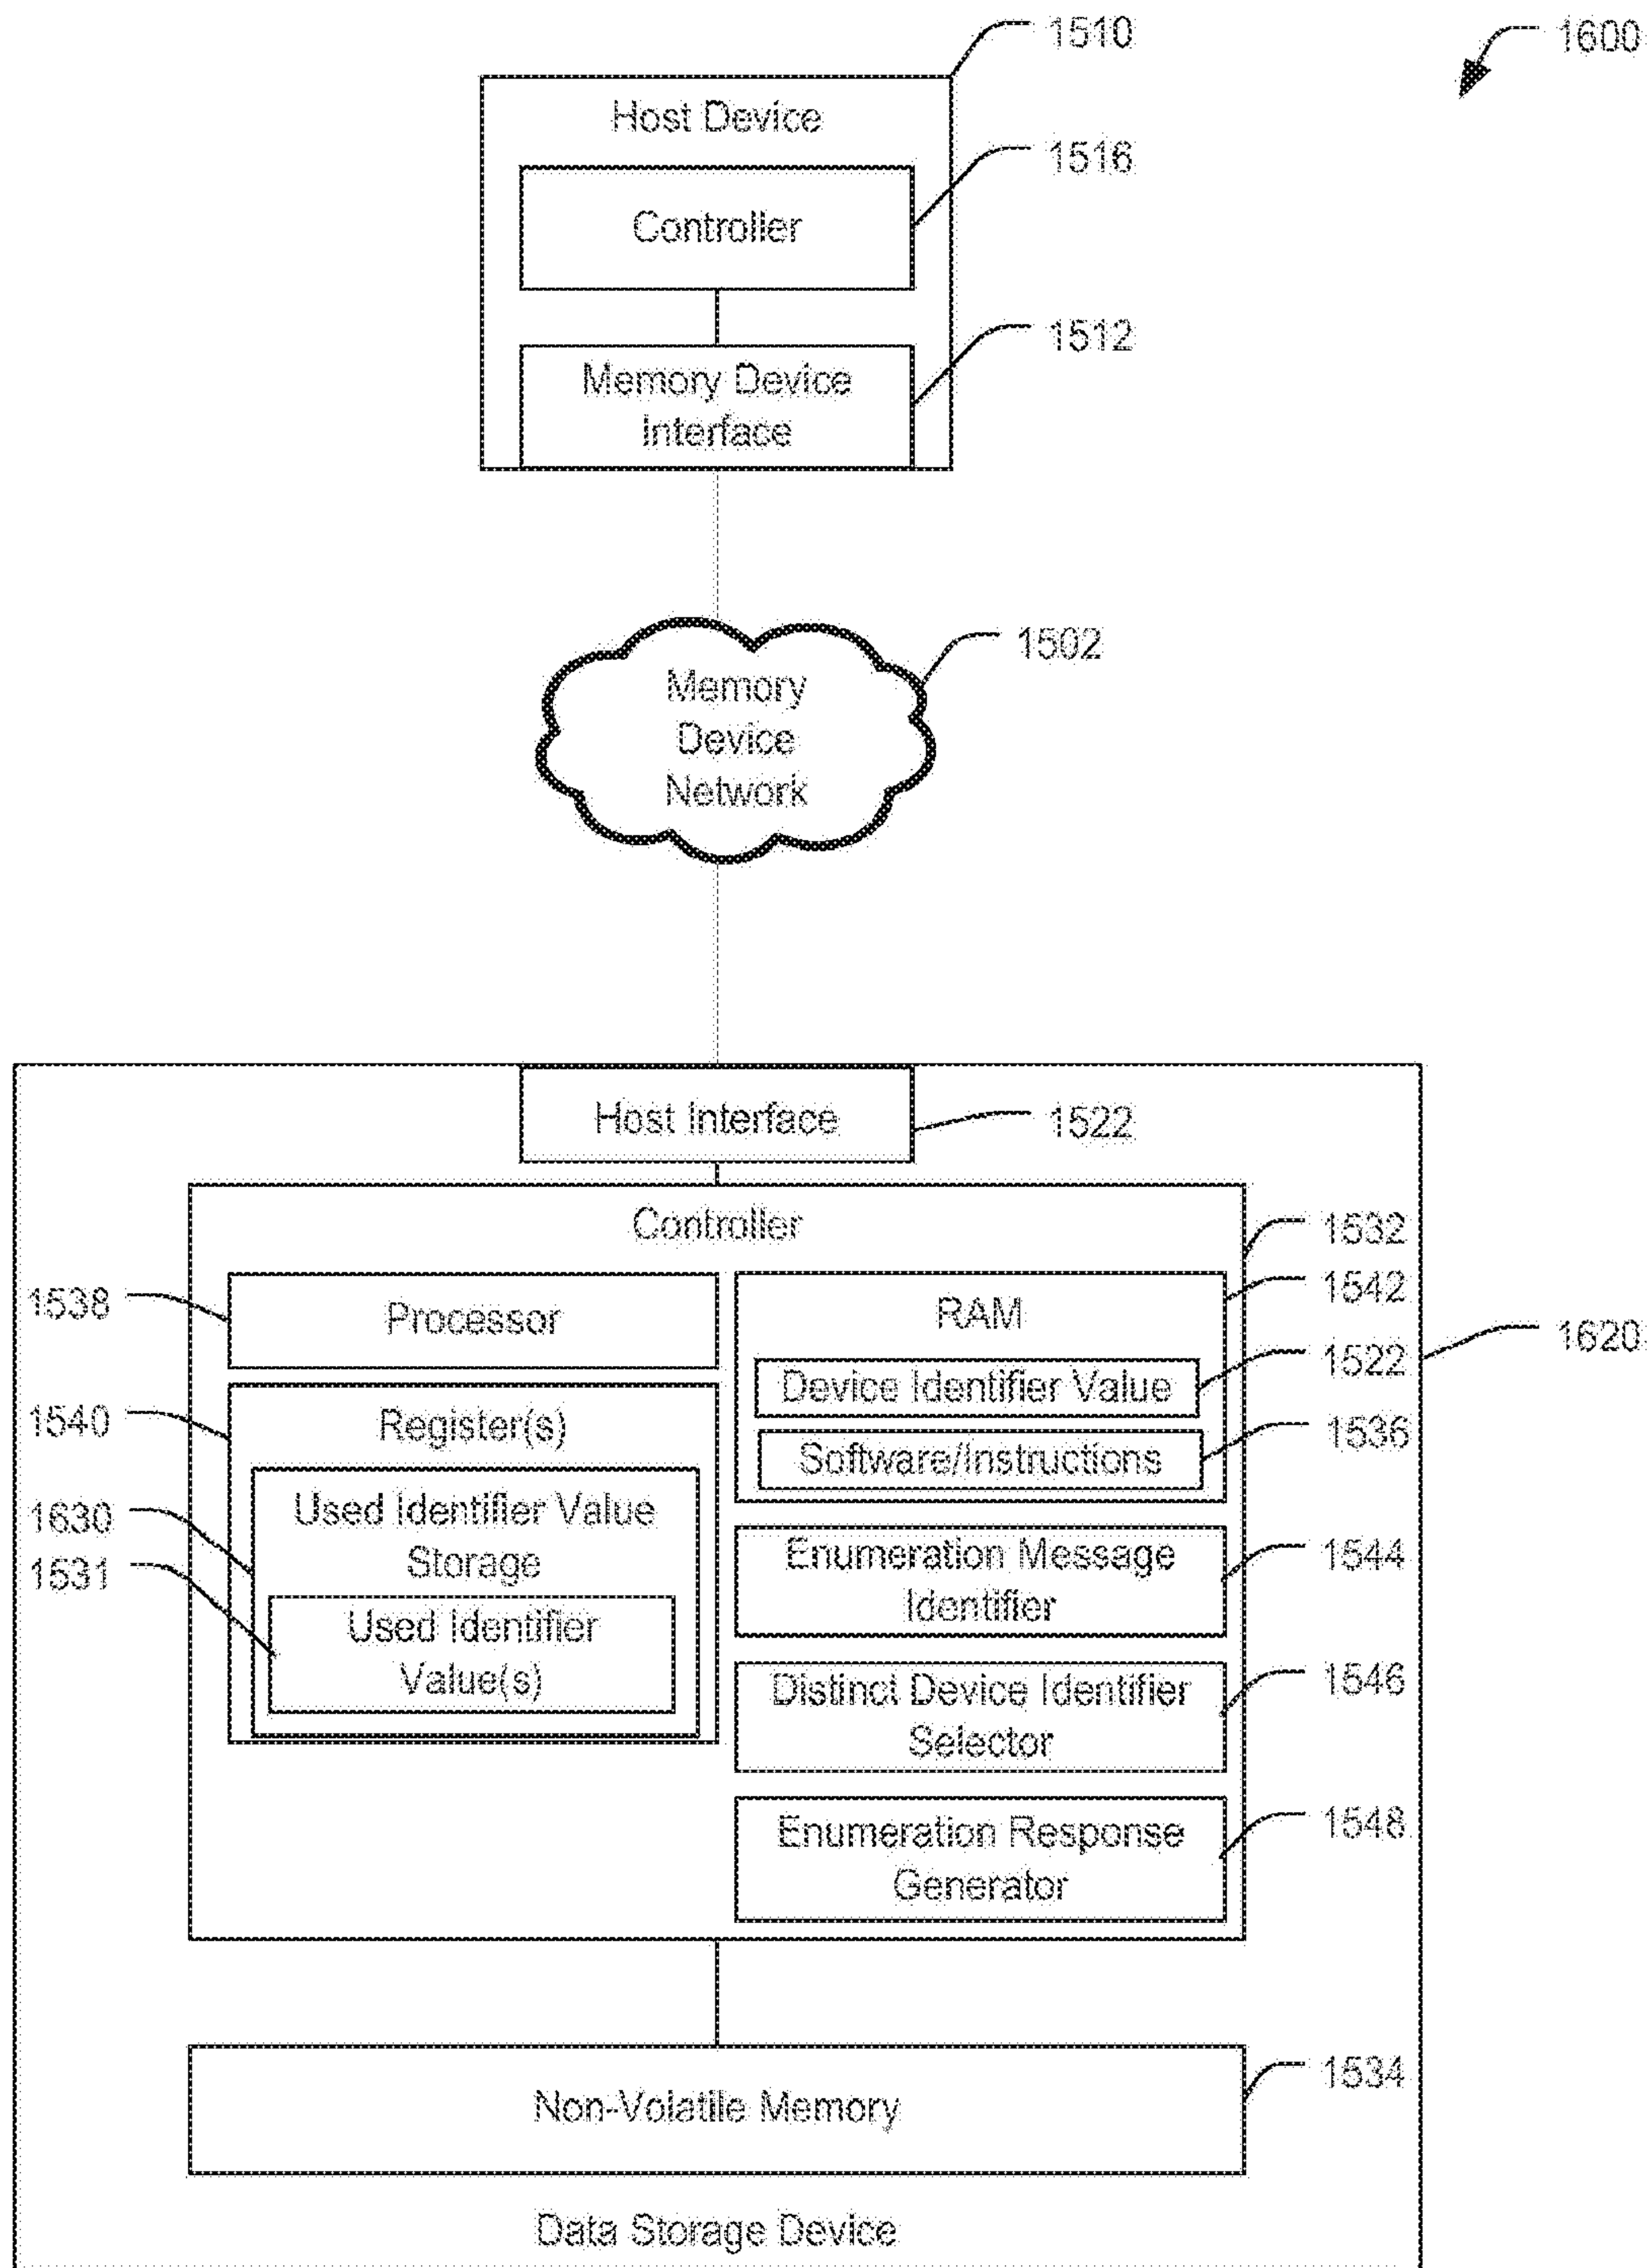 1510
1600
Host Device
1516
Controller
1512
Memory Device
Interface
1502
Memory
Device
Network
Host Interface
1522
Controller
1532
1538
Processor
RAM
1542
1620
Device Identifier Value
1522
1540
Register(s)
Software/Instructions
1536
1630
Used Identifier Value
Storage
1531
Used Identifier
Value(s)
Enumeration Message
Identifier
1544
Distinct Device Identifier
Selector
1546
Enumeration Response
Generator
1548
Non-Volatile Memory
1534
Data Storage Device